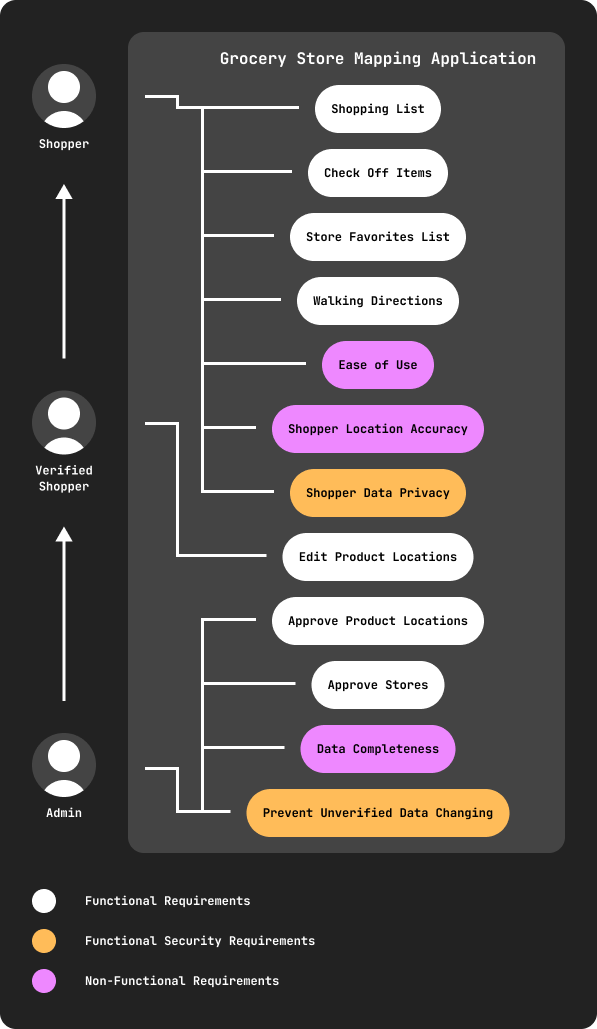 Grocery Store Mapping Application
Shopper
Shopping List
Check Off Items
Store Favorites List
Walking Directions
Ease of Use
Verified
Shopper
Shopper Location Accuracy
Shopper Data Privacy
Edit Product Locations
Approve Product Locations
Approve Stores
Data Completeness
Admin
Prevent Unverified Data Changing
Functional Requirements
Functional Security Requirements
Non-Functional Requirements